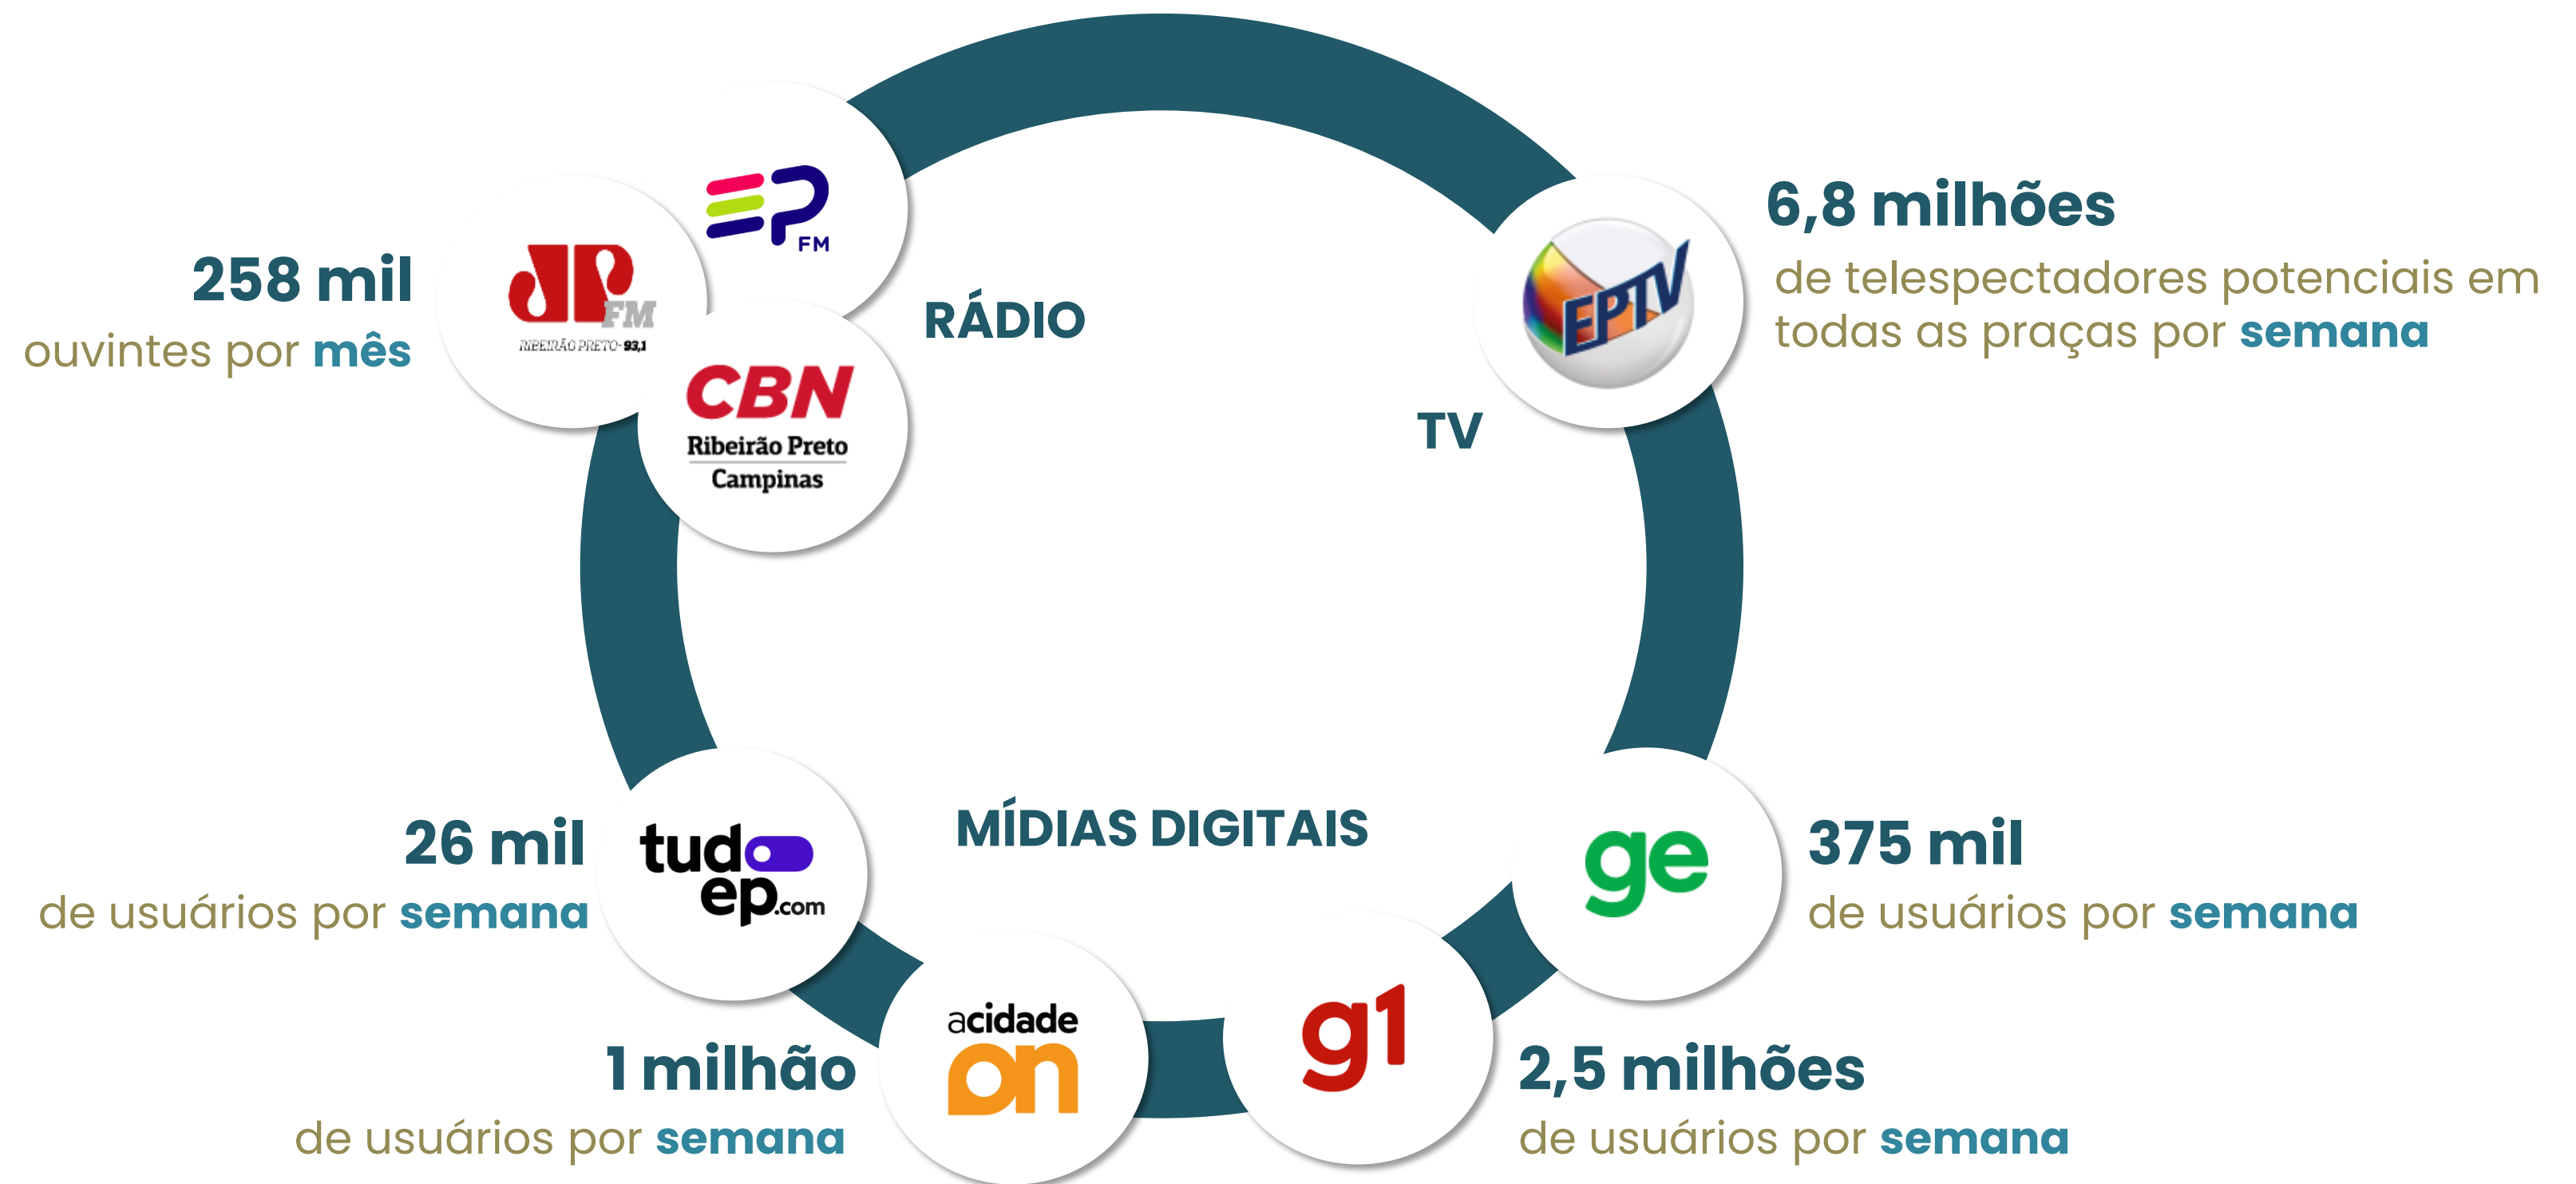 EP
FM
JP
FM
RIBEIRÃO PRETO - 93,1
258 mil
ouvintes por mês
CBN
Ribeirão Preto
Campinas
RÁDIO
EPTV
6,8 milhões
de telespectadores potenciais em
todas as praças por semana
TV
MÍDIAS DIGITAIS
tudo
ep.com
26 mil
de usuários por semana
ge
375 mil
de usuários por semana
acidade
on
1 milhão
de usuários por semana
g1
2,5 milhões
de usuários por semana